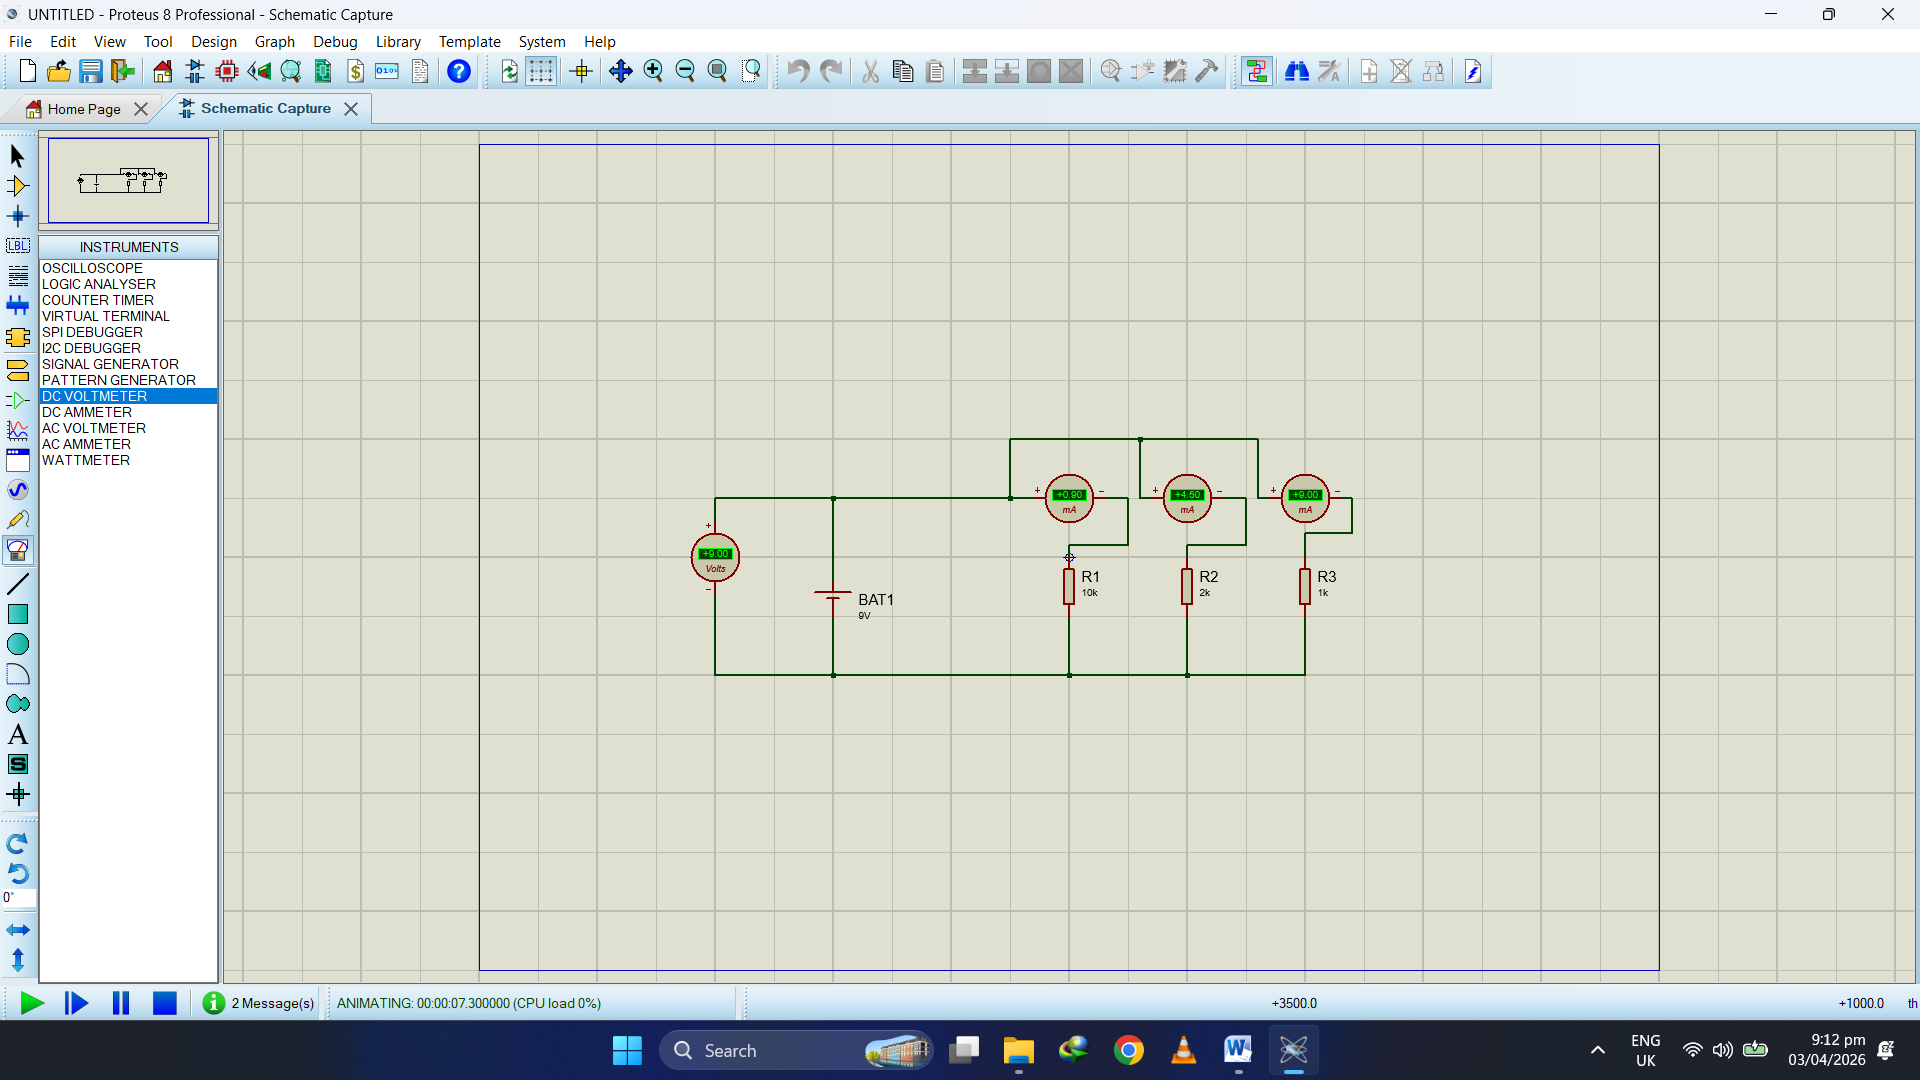 UNTITLED - Proteus 8 Professional - Schematic Capture
File Edit View Tool Design Graph Debug Library Template System Help
Home Page
Schematic Capture
INSTRUMENTS
OSCILLOSCOPE
LOGIC ANALYSER
COUNTER TIMER
VIRTUAL TERMINAL
SPI DEBUGGER
I2C DEBUGGER
SIGNAL GENERATOR
PATTERN GENERATOR
DC VOLTMETER
DC AMMETER
AC VOLTMETER
AC AMMETER
WATTMETER
LBL
A
S
0°
+9.00
Volts
BAT1
9V
+0.90
mA
+4.50
mA
+9.00
mA
R1
10k
R2
2k
R3
1k
2 Message(s)
ANIMATING: 00:00:07.300000 (CPU load 0%)
+3500.0
+1000.0
th
Search
ENG
UK
9:12 pm
03/04/2026